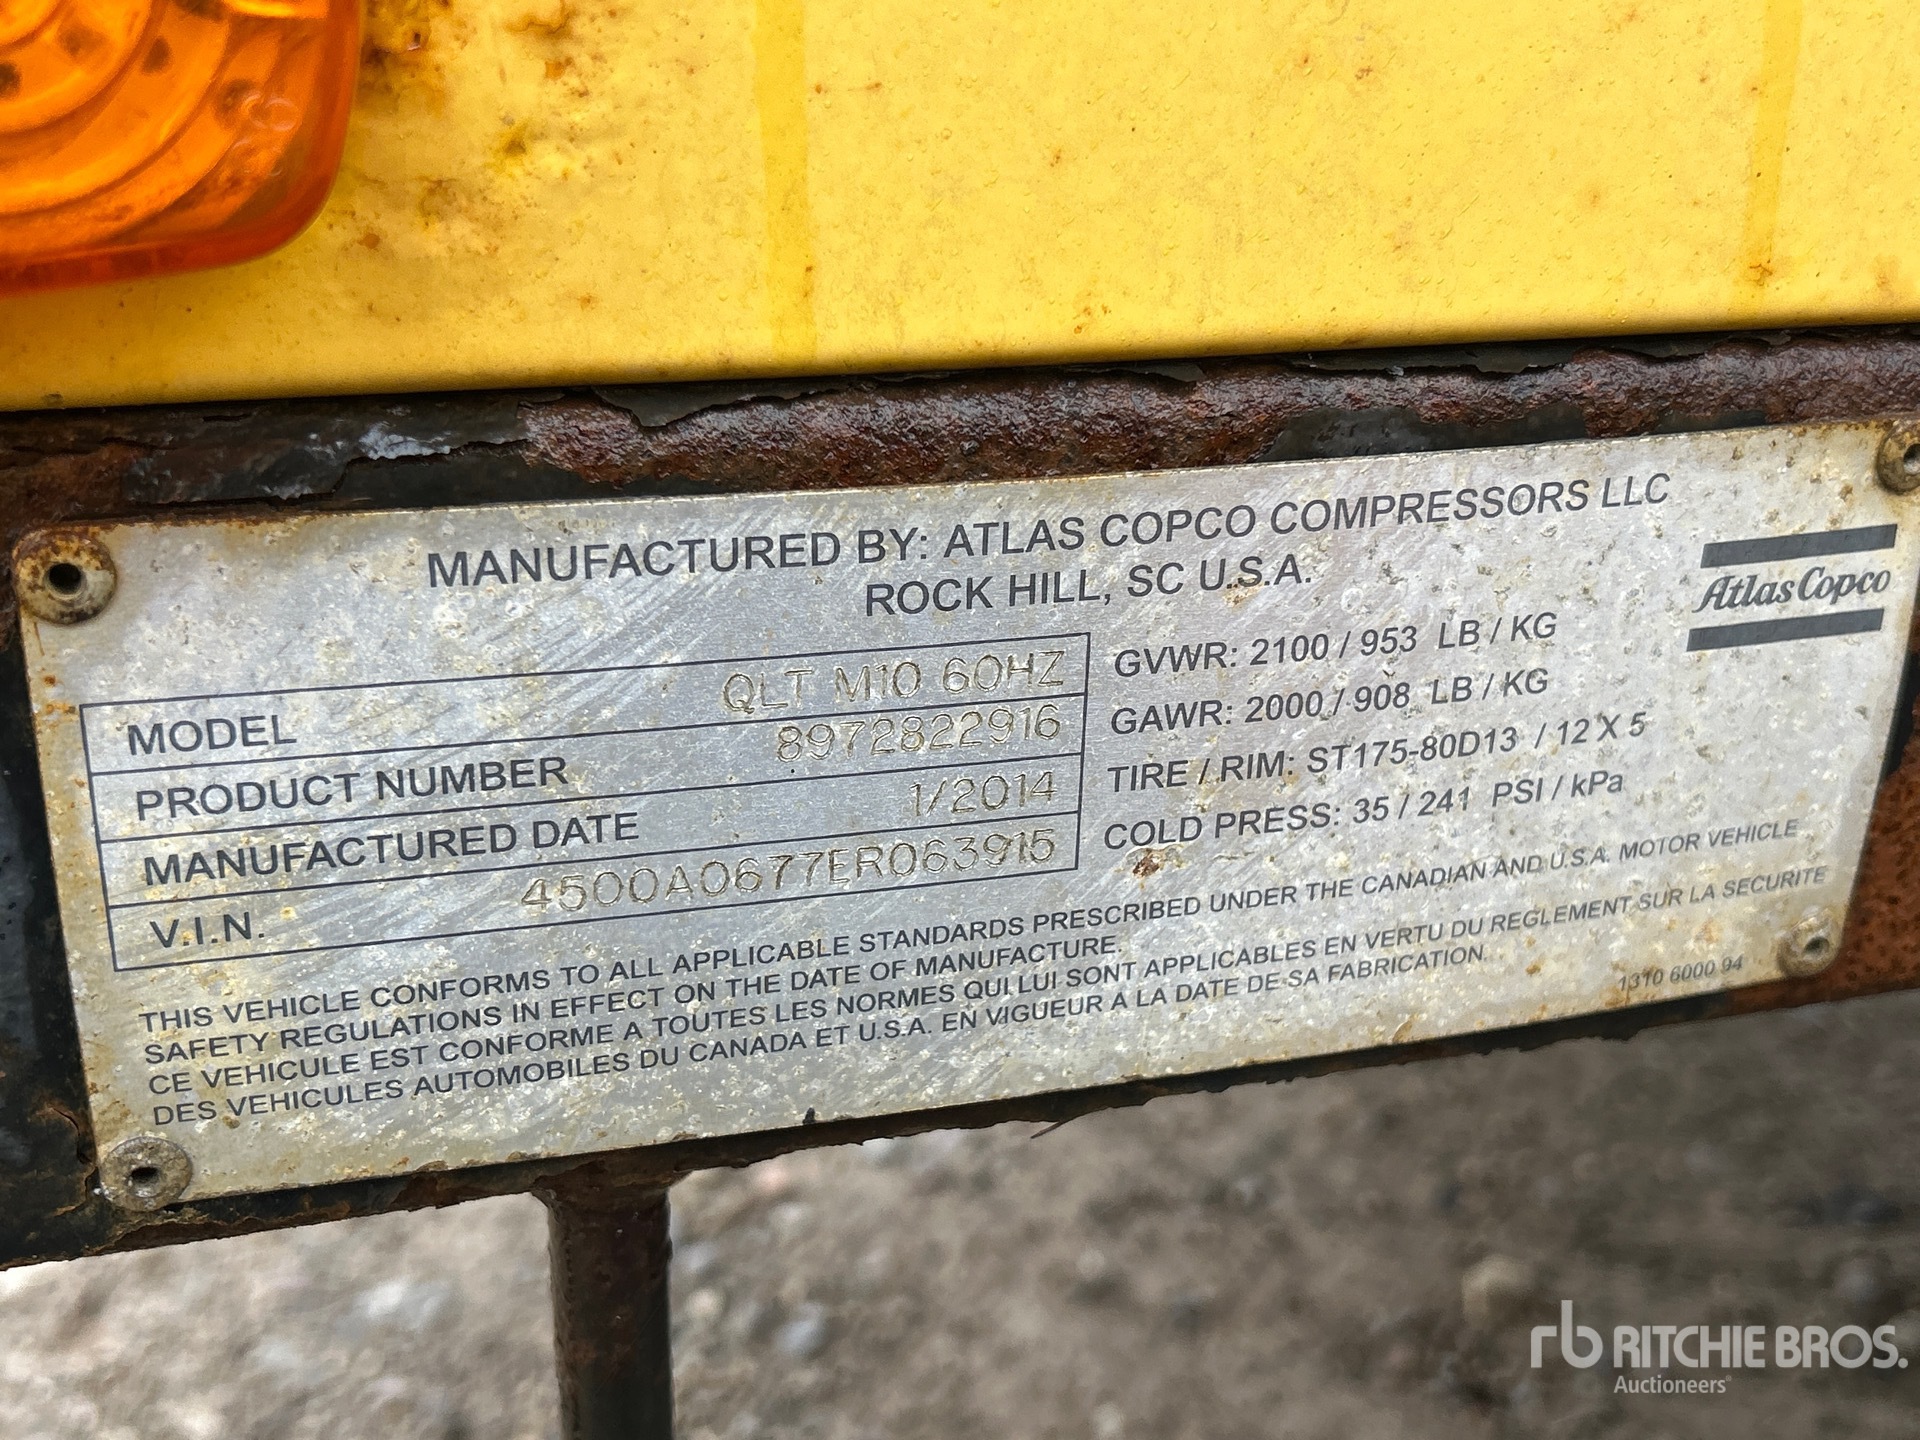 MANUFACTURED BY: ATLAS COPCO COMPRESSORS LLC
ROCK HILL, SC U.S.A.
Atlas Copco
MODEL QLT M10 60HZ
PRODUCT NUMBER 8972822916
MANUFACTURED DATE 1/2014
V.I.N. 4500A0677ER063915
GVWR: 2100 / 953 LB / KG
GAWR: 2000 / 908 LB / KG
TIRE / RIM: ST175-80D13 / 12 X 5
COLD PRESS: 35 / 241 PSI / kPa
THIS VEHICLE CONFORMS TO ALL APPLICABLE STANDARDS PRESCRIBED UNDER THE CANADIAN AND U.S.A. MOTOR VEHICLE
SAFETY REGULATIONS IN EFFECT ON THE DATE OF MANUFACTURE.
CE VEHICULE EST CONFORME A TOUTES LES NORMES QUI LUI SONT APPLICABLES EN VERTU DU REGLEMENT SUR LA SECURITE
DES VEHICULES AUTOMOBILES DU CANADA ET U.S.A. EN VIGUEUR A LA DATE DE SA FABRICATION.
1310 6000 94
rb RITCHIE BROS.
Auctioneers